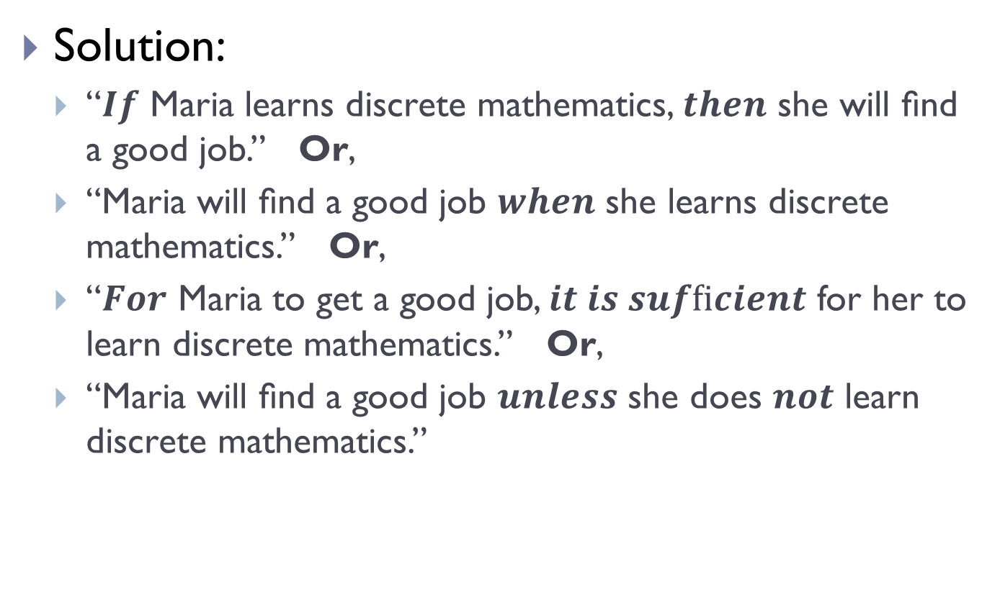 Solution:
“If Maria learns discrete mathematics, then she will find
a good job.” Or,
“Maria will find a good job when she learns discrete
mathematics.” Or,
“For Maria to get a good job, it is sufficient for her to
learn discrete mathematics.” Or,
“Maria will find a good job unless she does not learn
discrete mathematics.”